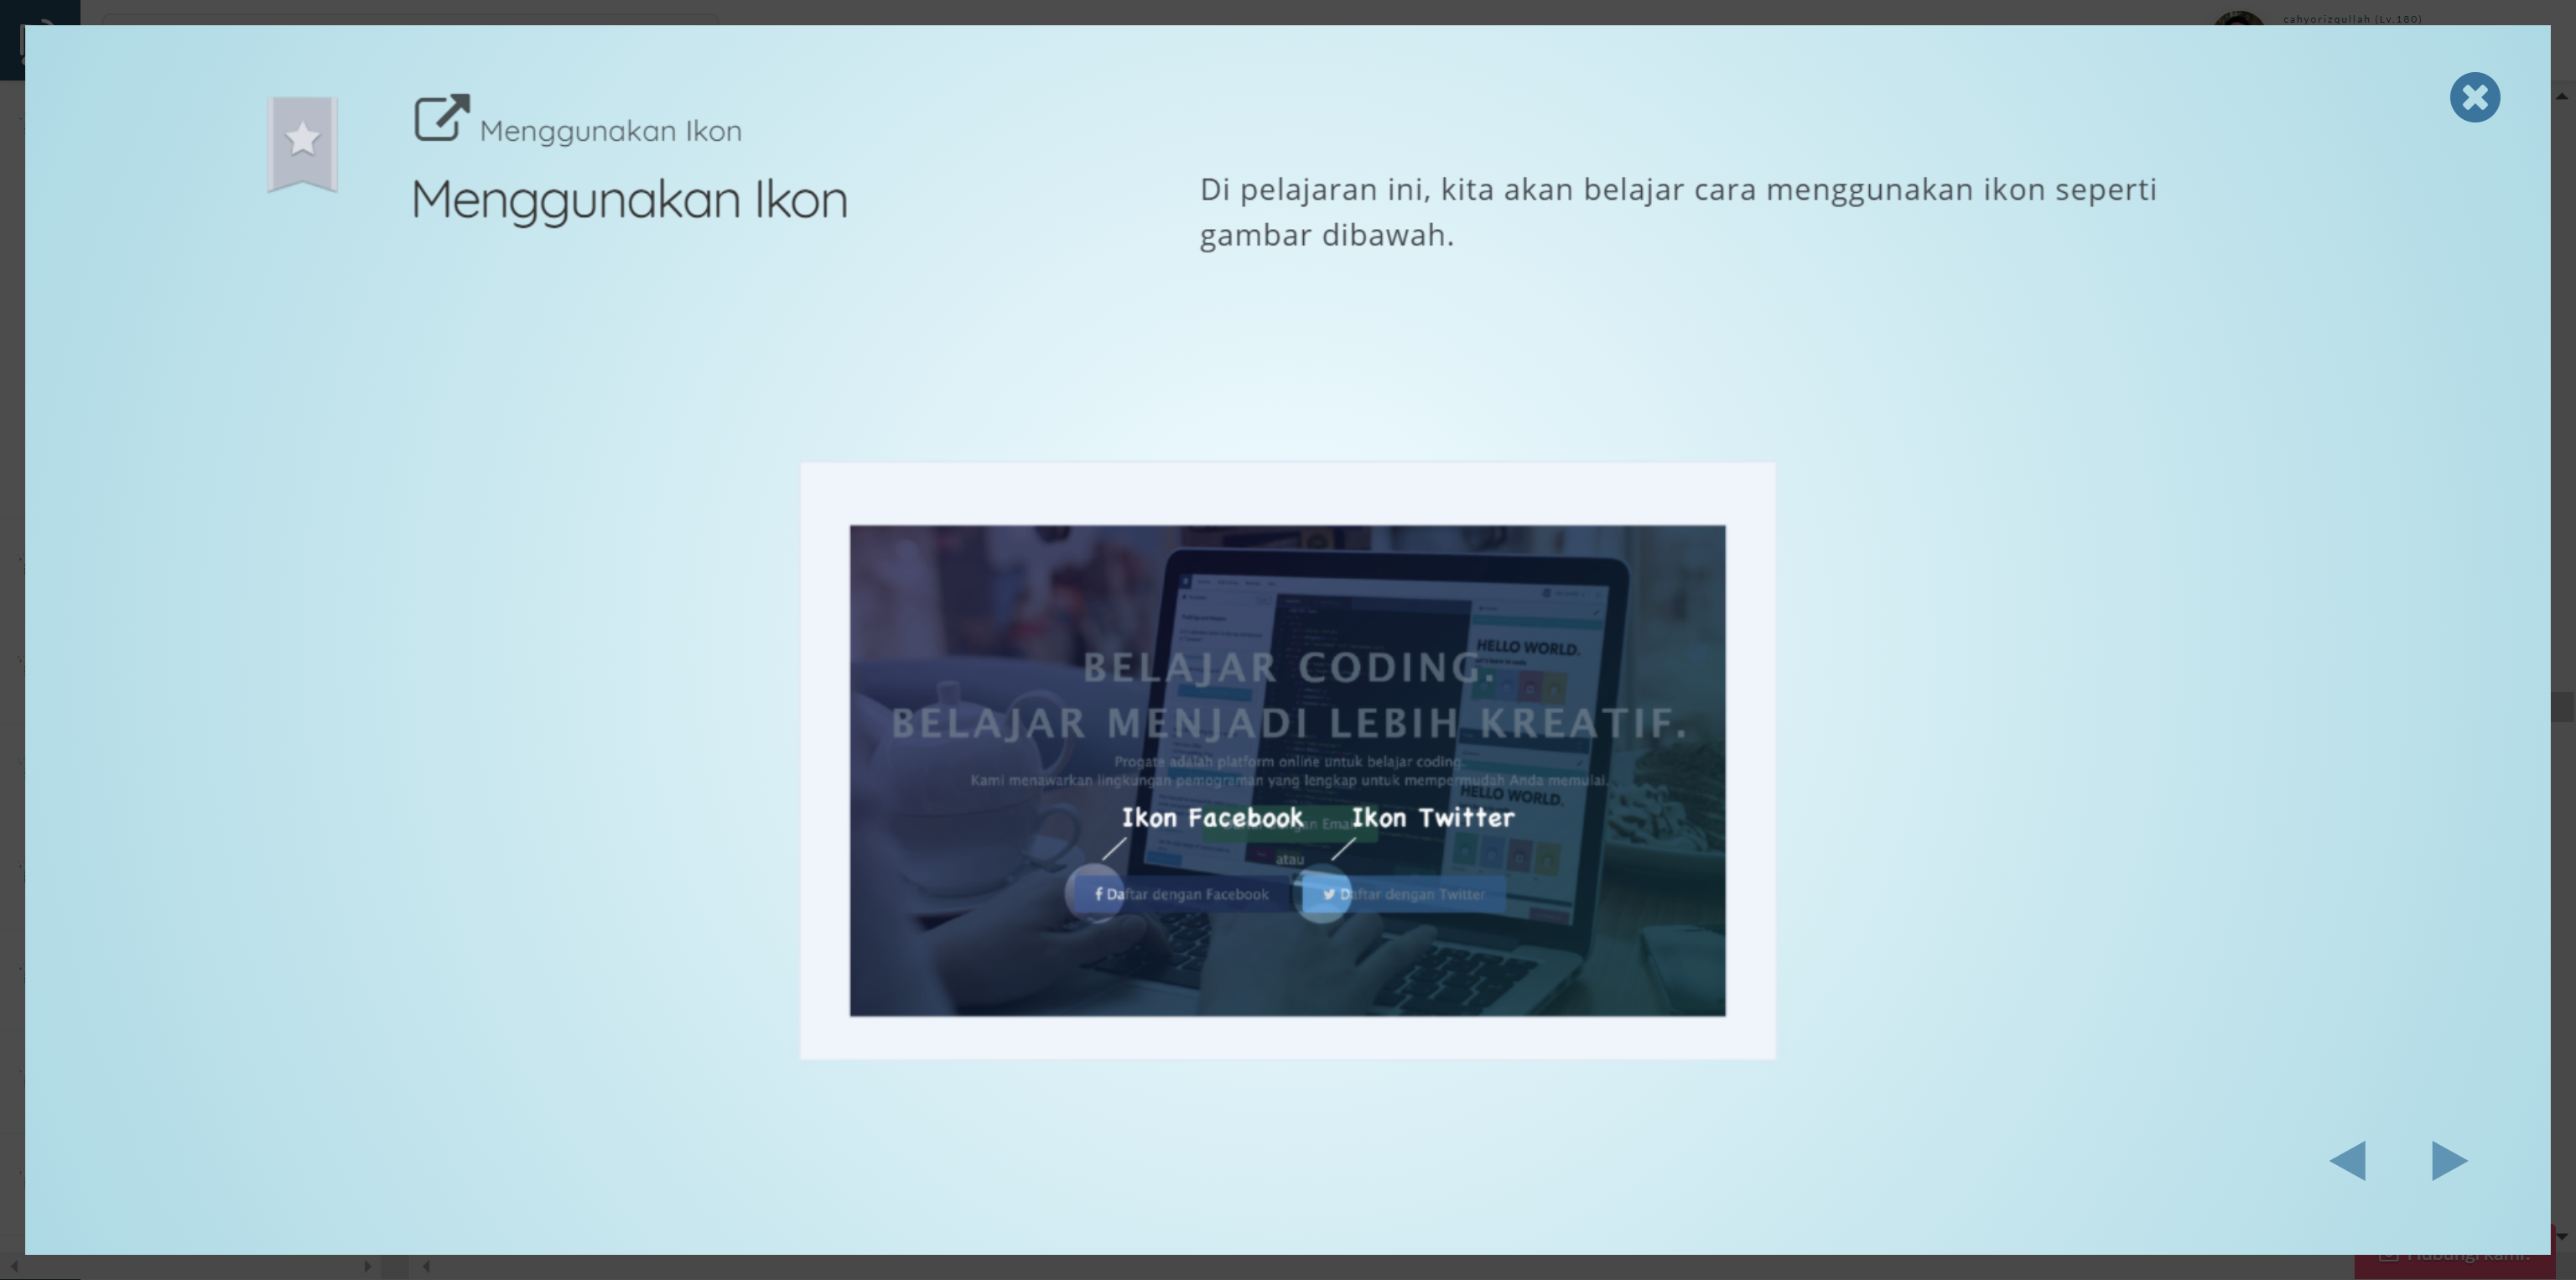 cahyorizqullah (Lv.180)
Menggunakan Ikon
Menggunakan Ikon
Di pelajaran ini, kita akan belajar cara menggunakan ikon seperti
gambar dibawah.
HELLO WORLD.
BELAJAR CODING.
BELAJAR MENJADI LEBIH KREATIF.
Progate adalah platform online untuk belajar coding.
Kami menawarkan lingkungan pemograman yang lengkap untuk mempermudah Anda memulai.
HELLO WORLD.
Ikon Facebook
Ikon Twitter
atau
Daftar dengan Facebook
Daftar dengan Twitter
Hubungi kami!